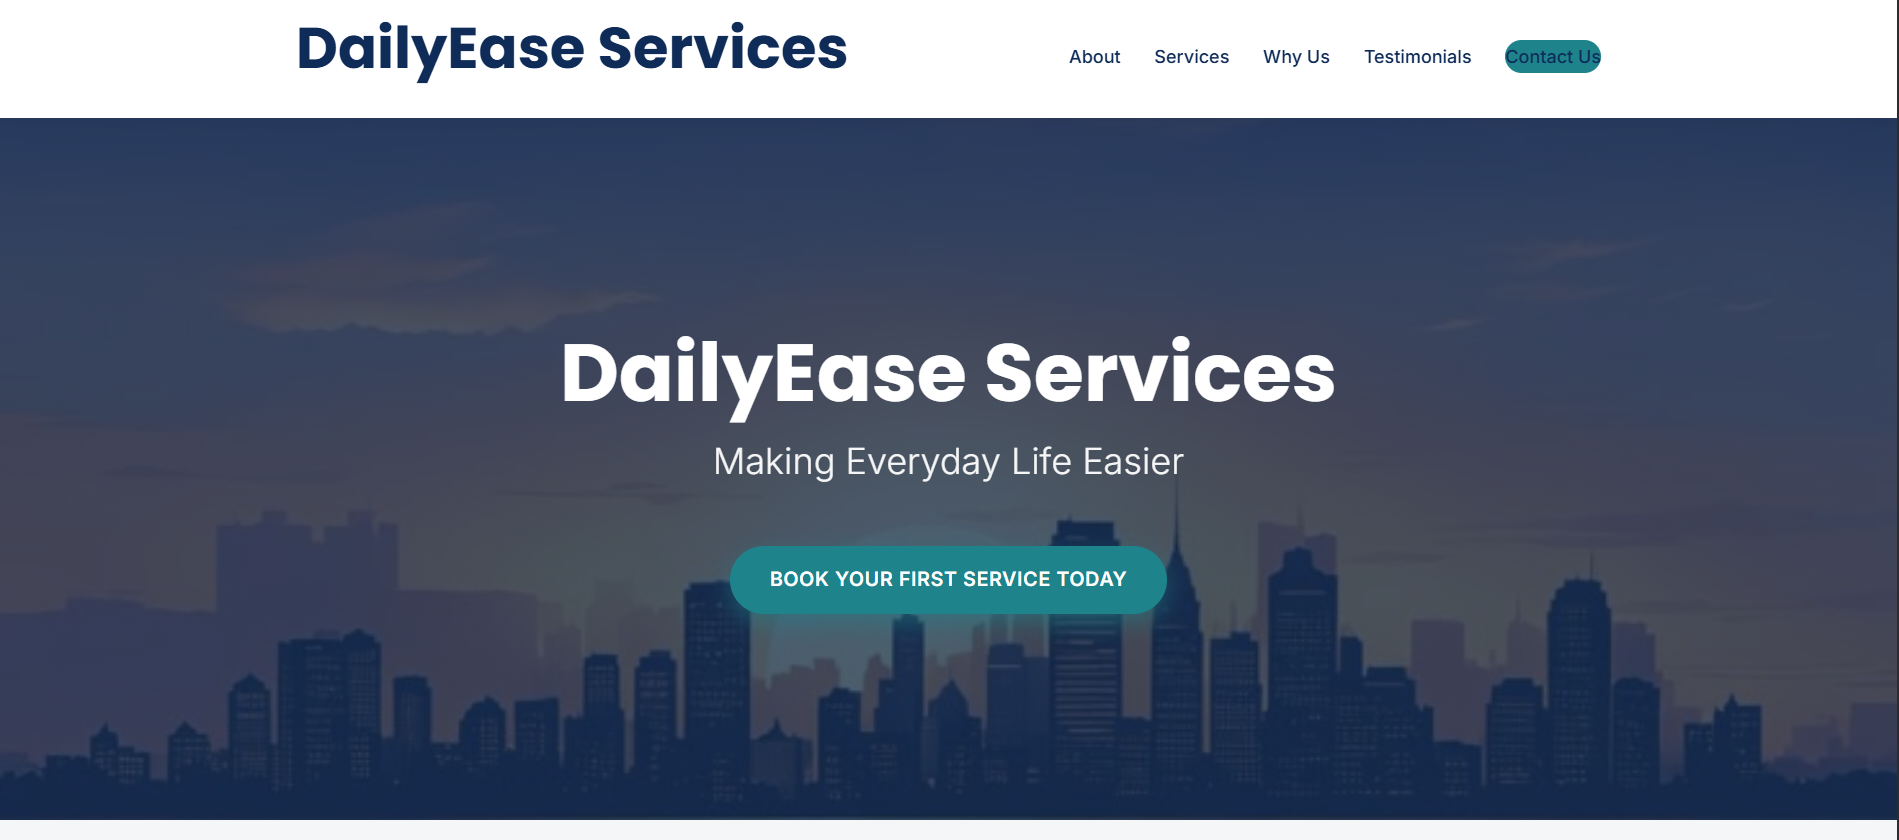 DailyEase Services
About Services Why Us Testimonials Contact Us
DailyEase Services
Making Everyday Life Easier
BOOK YOUR FIRST SERVICE TODAY